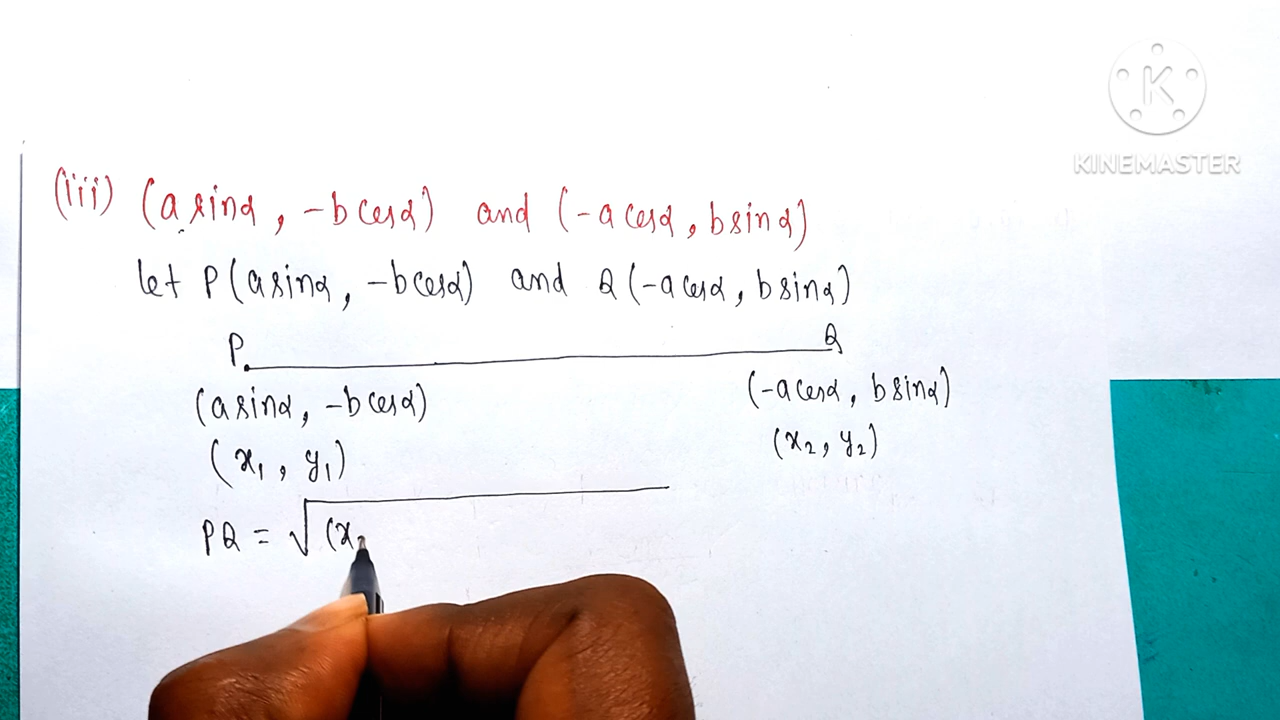 K
KINEMASTER
(iii) (a sinα, -b cosα) and (-a cosα, b sinα)
let P(a sinα, -b cosα) and Q(-a cosα, b sinα)
P Q
(a sinα, -b cosα) (-a cosα, b sinα)
(x₁, y₁) (x₂, y₂)
PQ = √(x₂